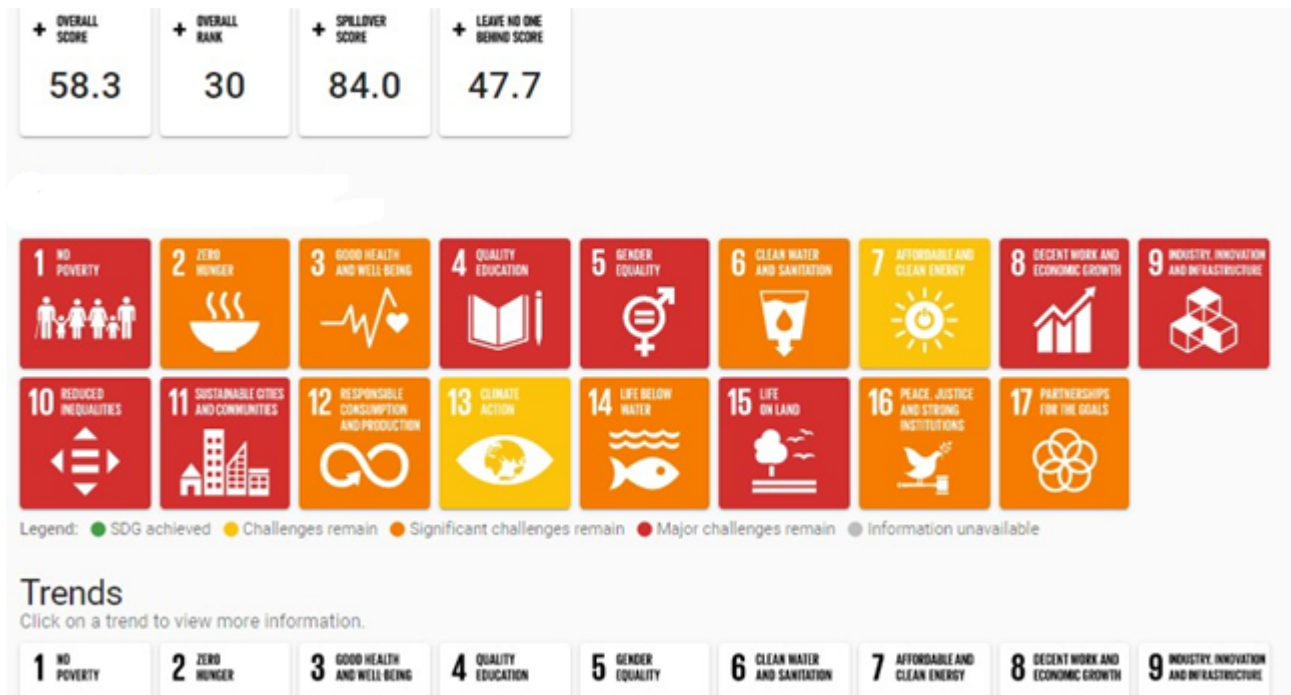 + OVERALL SCORE
58.3
+ OVERALL RANK
30
+ SPILLOVER SCORE
84.0
+ LEAVE NO ONE BEHIND SCORE
47.7
1 NO POVERTY
2 ZERO HUNGER
3 GOOD HEALTH AND WELL-BEING
4 QUALITY EDUCATION
5 GENDER EQUALITY
6 CLEAN WATER AND SANITATION
7 AFFORDABLE AND CLEAN ENERGY
8 DECENT WORK AND ECONOMIC GROWTH
9 INDUSTRY, INNOVATION AND INFRASTRUCTURE
10 REDUCED INEQUALITIES
11 SUSTAINABLE CITIES AND COMMUNITIES
12 RESPONSIBLE CONSUMPTION AND PRODUCTION
13 CLIMATE ACTION
14 LIFE BELOW WATER
15 LIFE ON LAND
16 PEACE, JUSTICE AND STRONG INSTITUTIONS
17 PARTNERSHIPS FOR THE GOALS
Legend: SDG achieved Challenges remain Significant challenges remain Major challenges remain Information unavailable
Trends
Click on a trend to view more information.
1 NO POVERTY
2 ZERO HUNGER
3 GOOD HEALTH AND WELL-BEING
4 QUALITY EDUCATION
5 GENDER EQUALITY
6 CLEAN WATER AND SANITATION
7 AFFORDABLE AND CLEAN ENERGY
8 DECENT WORK AND ECONOMIC GROWTH
9 INDUSTRY, INNOVATION AND INFRASTRUCTURE